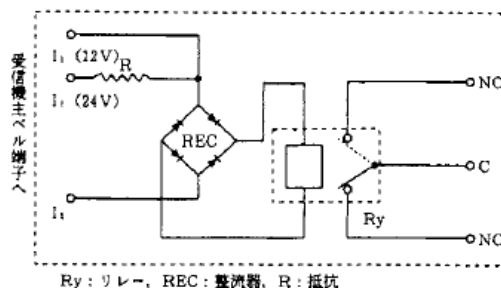 受信機主ベル端子へ
I₁ (12V)
R
I₂ (24V)
REC
I₃
NO
C
Ry
NC
Ry：リレー，REC：整流器，R：抵抗